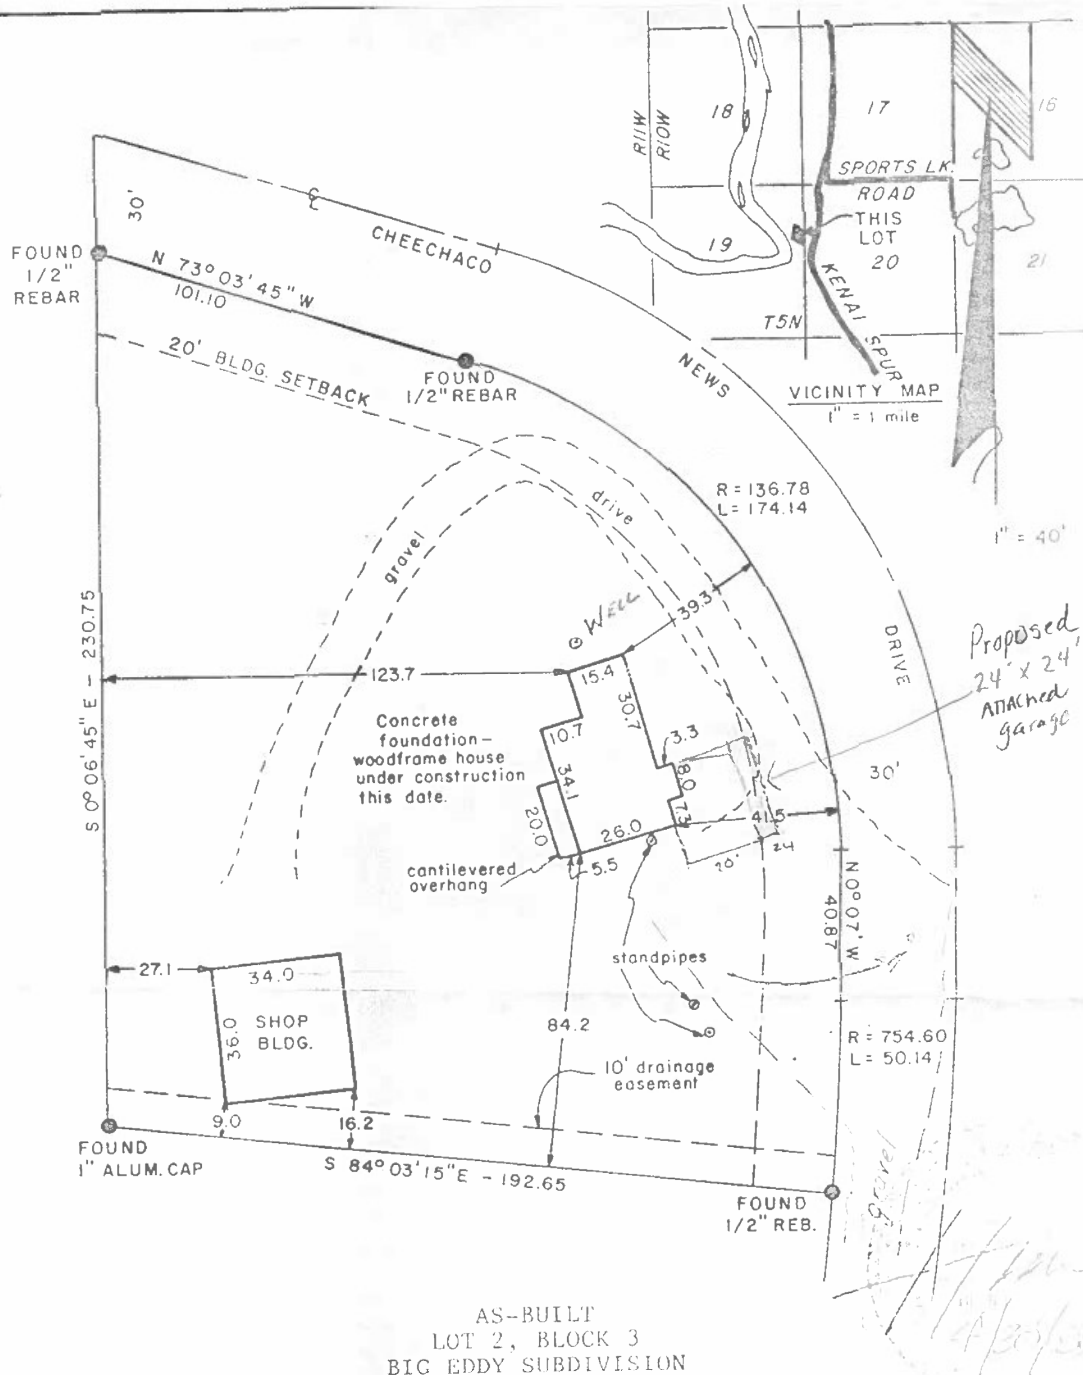 18
17
16
R11W
R10W
SPORTS LK.
ROAD
THIS
LOT
19
20
21
KENAI SPUR
T5N
VICINITY MAP
1" = 1 mile
1" = 40'
30'
℄
CHEECHACO
NEWS
DRIVE
FOUND
1/2"
REBAR
N 73° 03' 45" W
101.10
20' BLDG. SETBACK
FOUND
1/2" REBAR
R = 136.78
L = 174.14
gravel
drive
S 0° 06' 45" E - 230.75
WELL
39.3
123.7
15.4
30.7
10.7
3.3
34.1
8.0
7.3
20.0
26.0
41.5
5.5
20'
24
Concrete
foundation—
woodframe house
under construction
this date.
Proposed
24' x 24'
ATTACHED
garage
30'
cantilevered
overhang
N 0° 07' W
40.87
standpipes
27.1
34.0
36.0
SHOP
BLDG.
84.2
R = 754.60
L = 50.14
10' drainage
easement
9.0
16.2
FOUND
1" ALUM. CAP
S 84° 03' 15" E - 192.65
FOUND
1/2" REB.
gravel
AS-BUILT
LOT 2, BLOCK 3
BIG EDDY SUBDIVISION